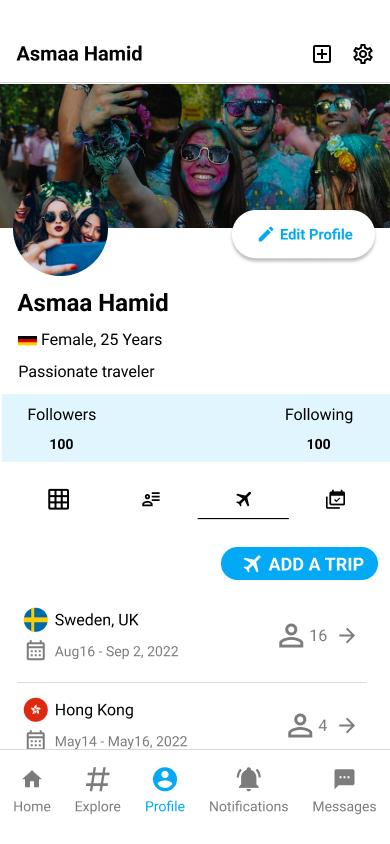 Asmaa Hamid
Edit Profile
Asmaa Hamid
Female, 25 Years
Passionate traveler
Followers
Following
100
100
ADD A TRIP
Sweden, UK
Aug16 - Sep 2, 2022
16
Hong Kong
May14 - May16, 2022
4
Home
Explore
Profile
Notifications
Messages